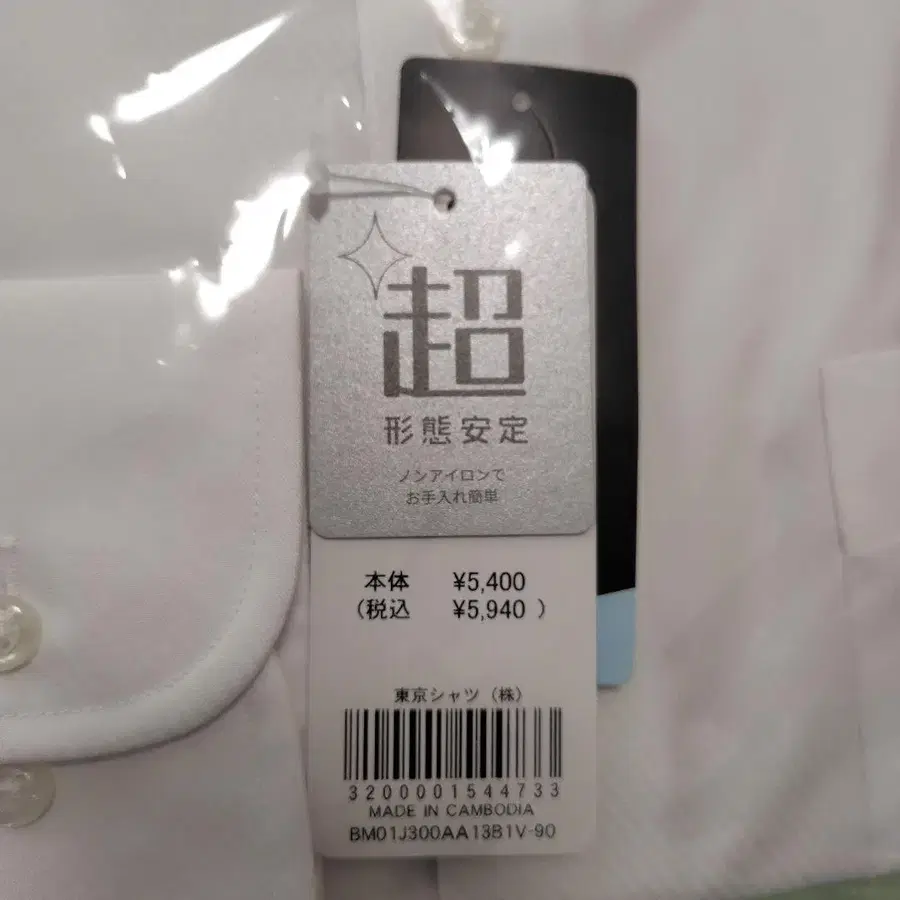 超
形態安定
ノンアイロンで
お手入れ簡単
本体 ¥5,400
(税込 ¥5,940 )
東京シャツ (株)
3200001544733
MADE IN CAMBODIA
BM01J300AA13B1V-90